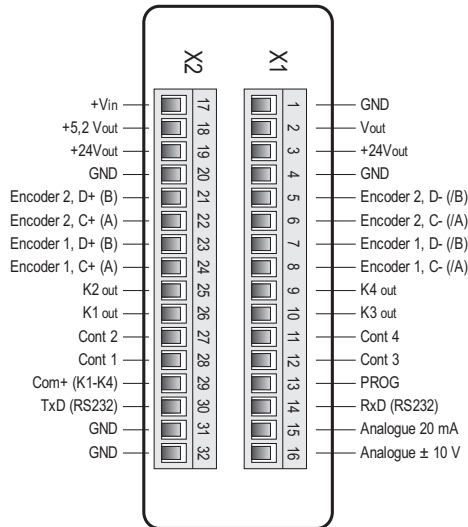 X2 X1
+Vin 17 1 GND
+5,2 Vout 18 2 Vout
+24Vout 19 3 +24Vout
GND 20 4 GND
Encoder 2, D+ (B) 21 5 Encoder 2, D- (/B)
Encoder 2, C+ (A) 22 6 Encoder 2, C- (/A)
Encoder 1, D+ (B) 23 7 Encoder 1, D- (/B)
Encoder 1, C+ (A) 24 8 Encoder 1, C- (/A)
K2 out 25 9 K4 out
K1 out 26 10 K3 out
Cont 2 27 11 Cont 4
Cont 1 28 12 Cont 3
Com+ (K1-K4) 29 13 PROG
TxD (RS232) 30 14 RxD (RS232)
GND 31 15 Analogue 20 mA
GND 32 16 Analogue ± 10 V